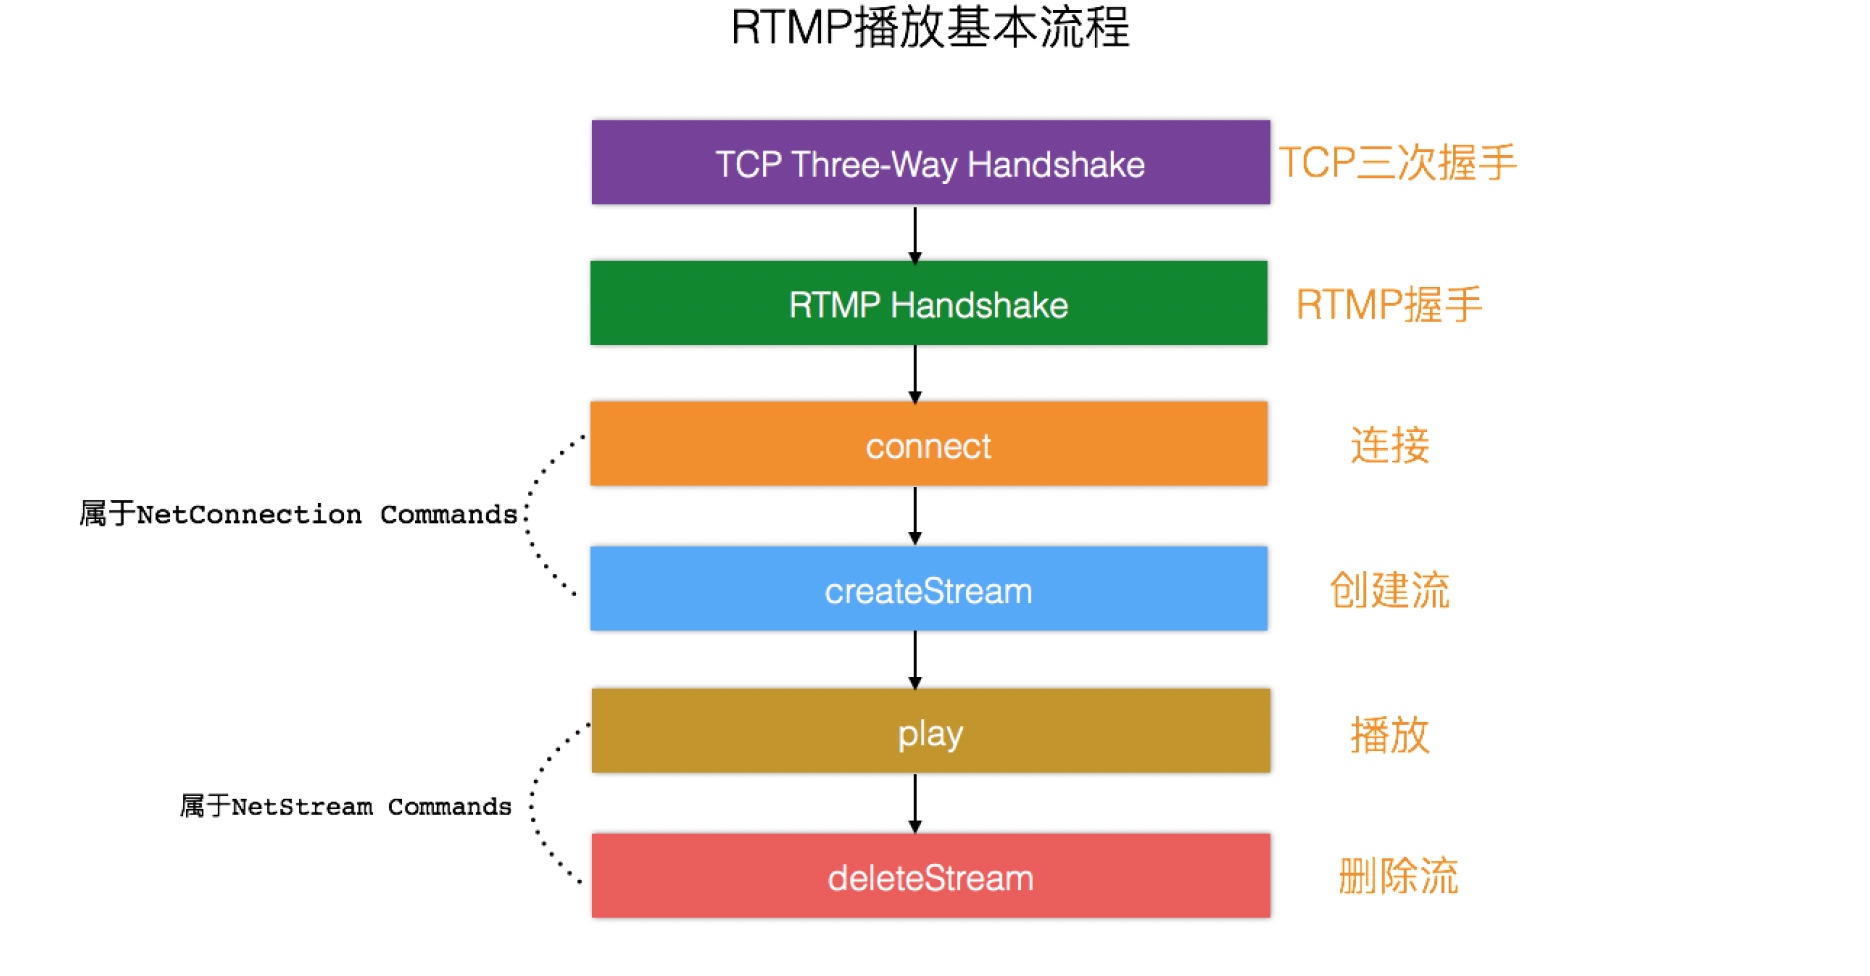 RTMP播放基本流程
TCP Three-Way Handshake
TCP三次握手
RTMP Handshake
RTMP握手
connect
连接
属于NetConnection Commands
createStream
创建流
play
播放
属于NetStream Commands
deleteStream
删除流